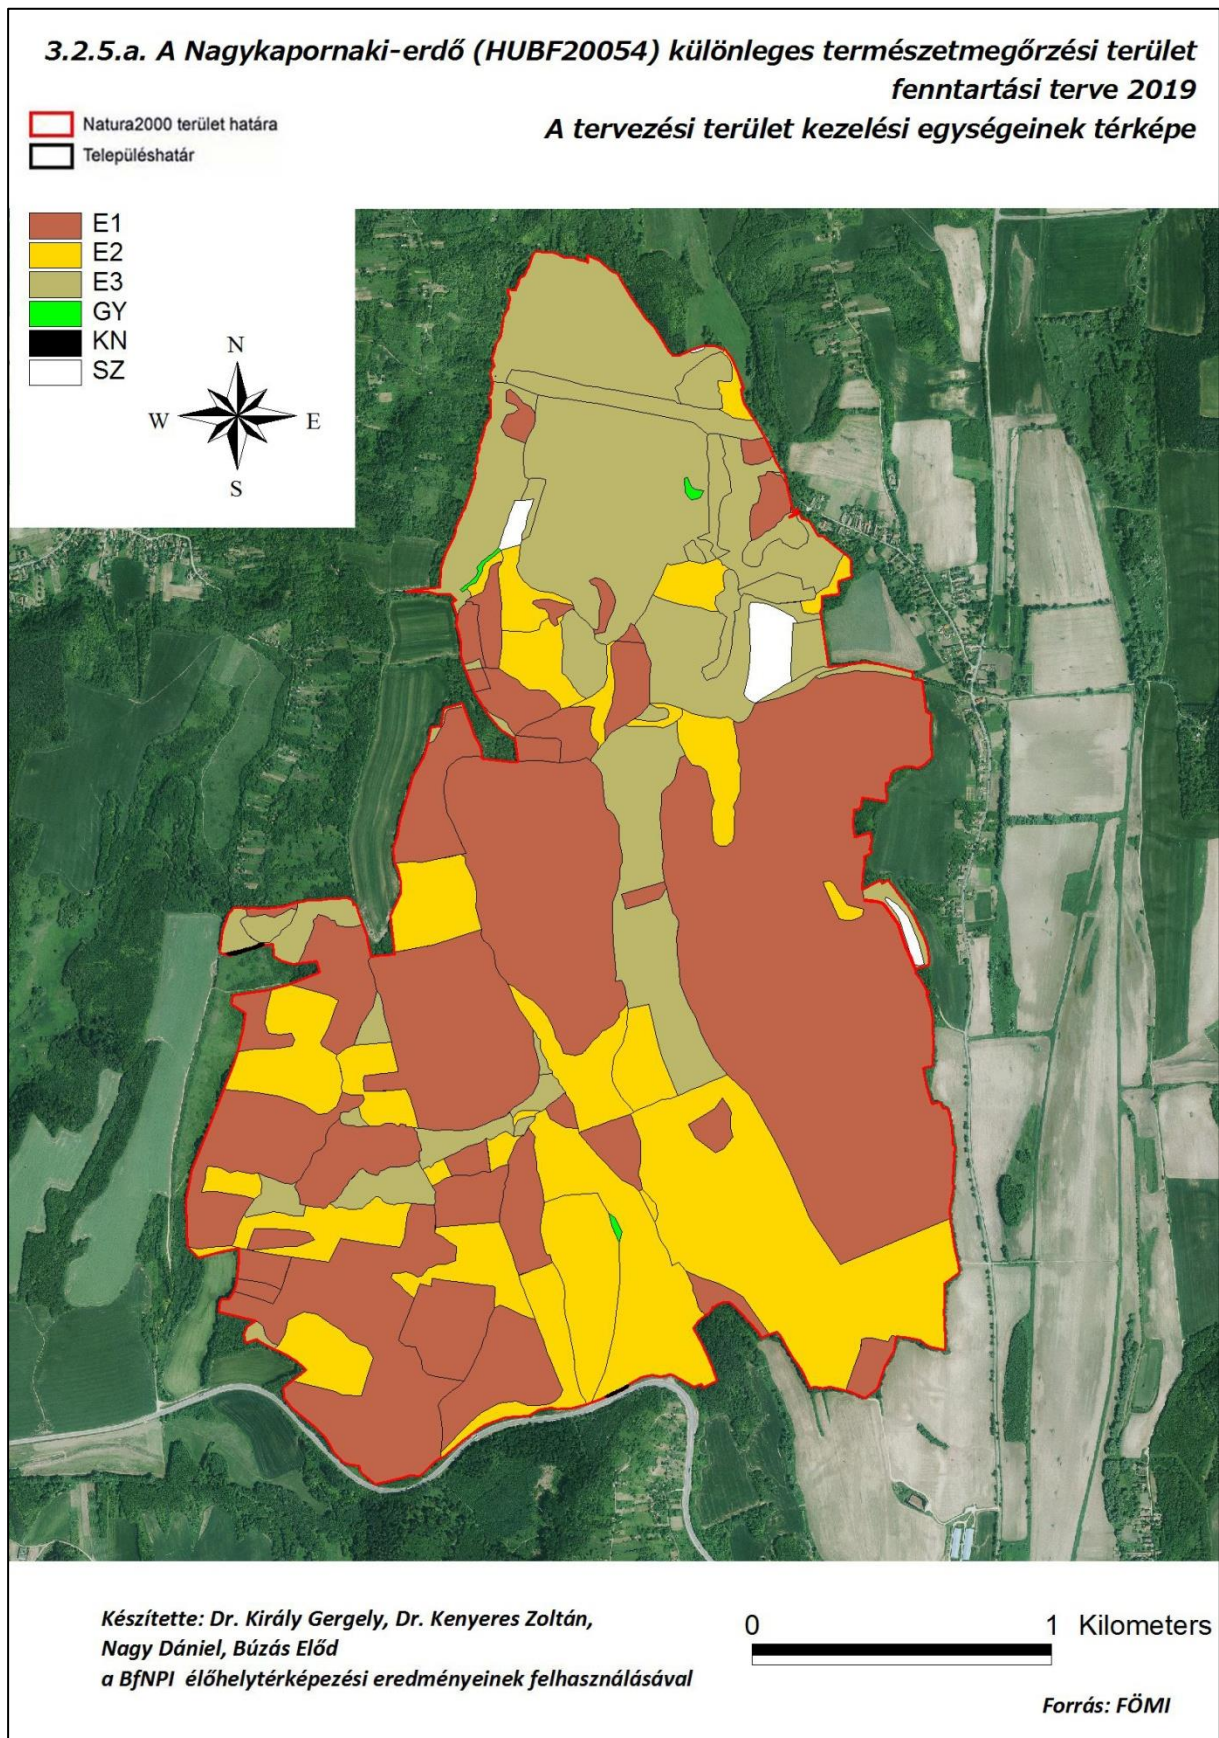 3.2.5.a. A Nagykapornaki-erdő (HUBF20054) különleges természetmegőrzési terület
fenntartási terve 2019
A tervezési terület kezelési egységeinek térképe
Natura2000 terület határa
Településhatár
E1
E2
E3
GY
KN
SZ
N
W
E
S
Készítette: Dr. Király Gergely, Dr. Kenyeres Zoltán,
Nagy Dániel, Búzás Előd
a BfNPI élőhelytérképezési eredményeinek felhasználásával
0 1 Kilometers
Forrás: FÖMI